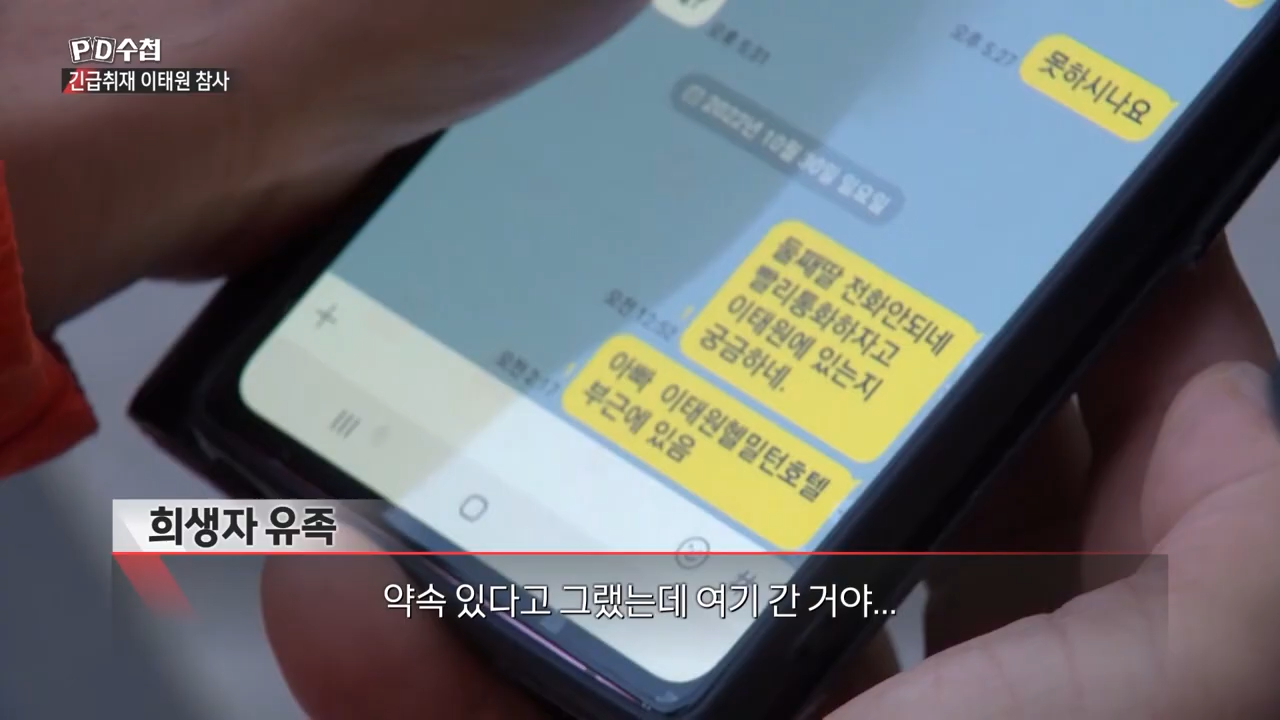 PD수첩
긴급취재 이태원 참사
오후 5:31
오후 5:27
못하시나요
2022년 10월 30일 일요일
둘째딸 전화안되네
빨리통화하자고
이태원에 있는지
궁금하네.
오전 12:52
아빠 이태원헬밀턴호텔
부근에 있음
희생자 유족
약속 있다고 그랬는데 여기 간 거야...